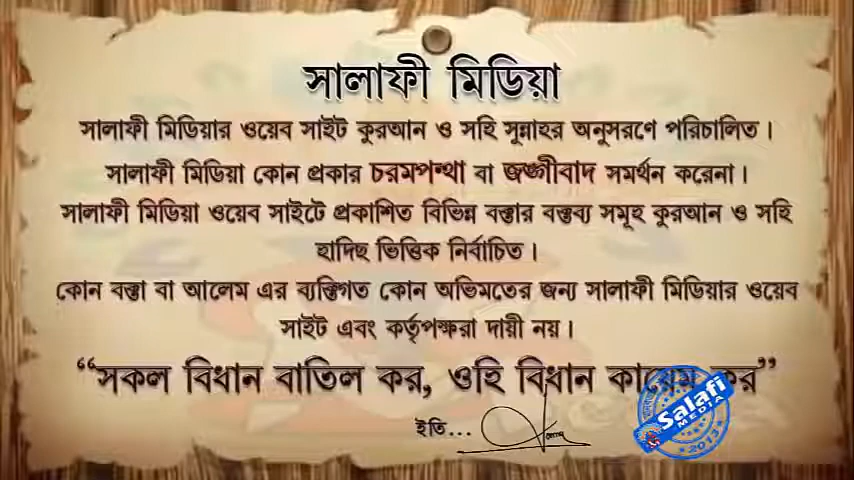 সালাফী মিডিয়া
সালাফী মিডিয়ার ওয়েব সাইট কুরআন ও সহি সুন্নাহর অনুসরণে পরিচালিত।
সালাফী মিডিয়া কোন প্রকার চরমপন্থা বা জঙ্গীবাদ সমর্থন করেনা।
সালাফী মিডিয়া ওয়েব সাইটে প্রকাশিত বিভিন্ন বক্তার বক্তব্য সমূহ কুরআন ও সহি
হাদিছ ভিত্তিক নির্বাচিত।
কোন বক্তা বা আলেম এর ব্যক্তিগত কোন অভিমতের জন্য সালাফী মিডিয়ার ওয়েব
সাইট এবং কর্তৃপক্ষরা দায়ী নয়।
“সকল বিধান বাতিল কর, ওহি বিধান কায়েম কর”
ইতি...
Salafi
MEDIA
2013